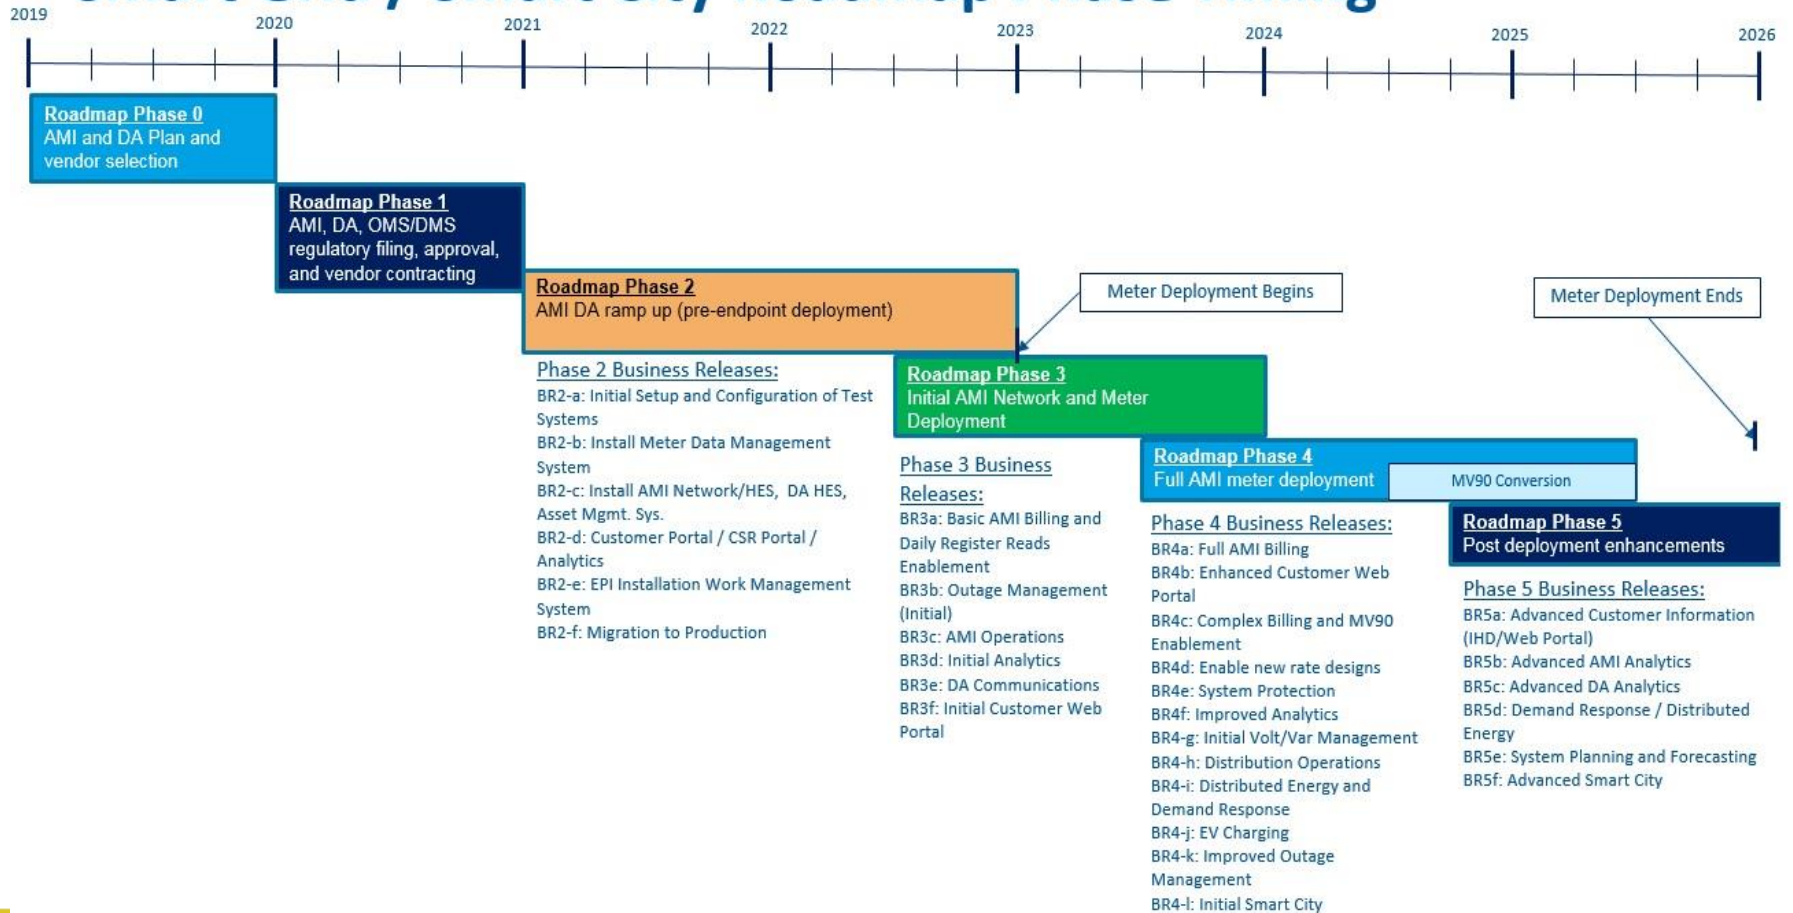 Smart Grid / Smart City Roadmap Phase Timing
2019
2020
2021
2022
2023
2024
2025
2026
Roadmap Phase 0
AMI and DA Plan and
vendor selection
Roadmap Phase 1
AMI, DA, OMS/DMS
regulatory filing, approval,
and vendor contracting
Roadmap Phase 2
AMI DA ramp up (pre-endpoint deployment)
Meter Deployment Begins
Meter Deployment Ends
Phase 2 Business Releases:
BR2-a: Initial Setup and Configuration of Test
Systems
BR2-b: Install Meter Data Management
System
BR2-c: Install AMI Network/HES, DA HES,
Asset Mgmt. Sys.
BR2-d: Customer Portal / CSR Portal /
Analytics
BR2-e: EPI Installation Work Management
System
BR2-f: Migration to Production
Roadmap Phase 3
Initial AMI Network and Meter
Deployment
Phase 3 Business
Releases:
BR3a: Basic AMI Billing and
Daily Register Reads
Enablement
BR3b: Outage Management
(Initial)
BR3c: AMI Operations
BR3d: Initial Analytics
BR3e: DA Communications
BR3f: Initial Customer Web
Portal
Roadmap Phase 4
Full AMI meter deployment
MV90 Conversion
Phase 4 Business Releases:
BR4a: Full AMI Billing
BR4b: Enhanced Customer Web
Portal
BR4c: Complex Billing and MV90
Enablement
BR4d: Enable new rate designs
BR4e: System Protection
BR4f: Improved Analytics
BR4-g: Initial Volt/Var Management
BR4-h: Distribution Operations
BR4-i: Distributed Energy and
Demand Response
BR4-j: EV Charging
BR4-k: Improved Outage
Management
BR4-l: Initial Smart City
Roadmap Phase 5
Post deployment enhancements
Phase 5 Business Releases:
BR5a: Advanced Customer Information
(IHD/Web Portal)
BR5b: Advanced AMI Analytics
BR5c: Advanced DA Analytics
BR5d: Demand Response / Distributed
Energy
BR5e: System Planning and Forecasting
BR5f: Advanced Smart City